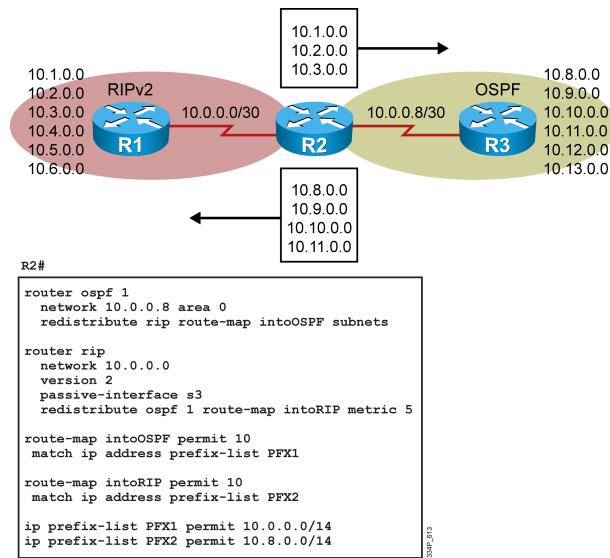 10.1.0.0
10.2.0.0
10.3.0.0
10.1.0.0
10.2.0.0
10.3.0.0
10.4.0.0
10.5.0.0
10.6.0.0
RIPv2
R1
10.0.0.0/30
R2
10.0.0.8/30
OSPF
R3
10.8.0.0
10.9.0.0
10.10.0.0
10.11.0.0
10.12.0.0
10.13.0.0
10.8.0.0
10.9.0.0
10.10.0.0
10.11.0.0
R2#
router ospf 1
network 10.0.0.8 area 0
redistribute rip route-map intoOSPF subnets
router rip
network 10.0.0.0
version 2
passive-interface s3
redistribute ospf 1 route-map intoRIP metric 5
route-map intoOSPF permit 10
match ip address prefix-list PFX1
route-map intoRIP permit 10
match ip address prefix-list PFX2
ip prefix-list PFX1 permit 10.0.0.0/14
ip prefix-list PFX2 permit 10.8.0.0/14
334P_613